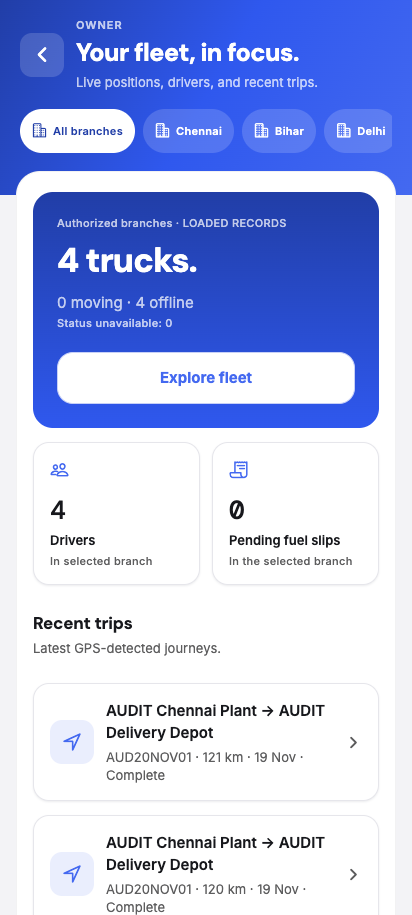 OWNER
Your fleet, in focus.
Live positions, drivers, and recent trips.
All branches
Chennai
Bihar
Delhi
Authorized branches · LOADED RECORDS
4 trucks.
0 moving · 4 offline
Status unavailable: 0
Explore fleet
4
Drivers
In selected branch
0
Pending fuel slips
In the selected branch
Recent trips
Latest GPS-detected journeys.
AUDIT Chennai Plant → AUDIT
Delivery Depot
AUD20NOV01 · 121 km · 19 Nov ·
Complete
AUDIT Chennai Plant → AUDIT
Delivery Depot
AUD20NOV01 · 120 km · 19 Nov ·
Complete